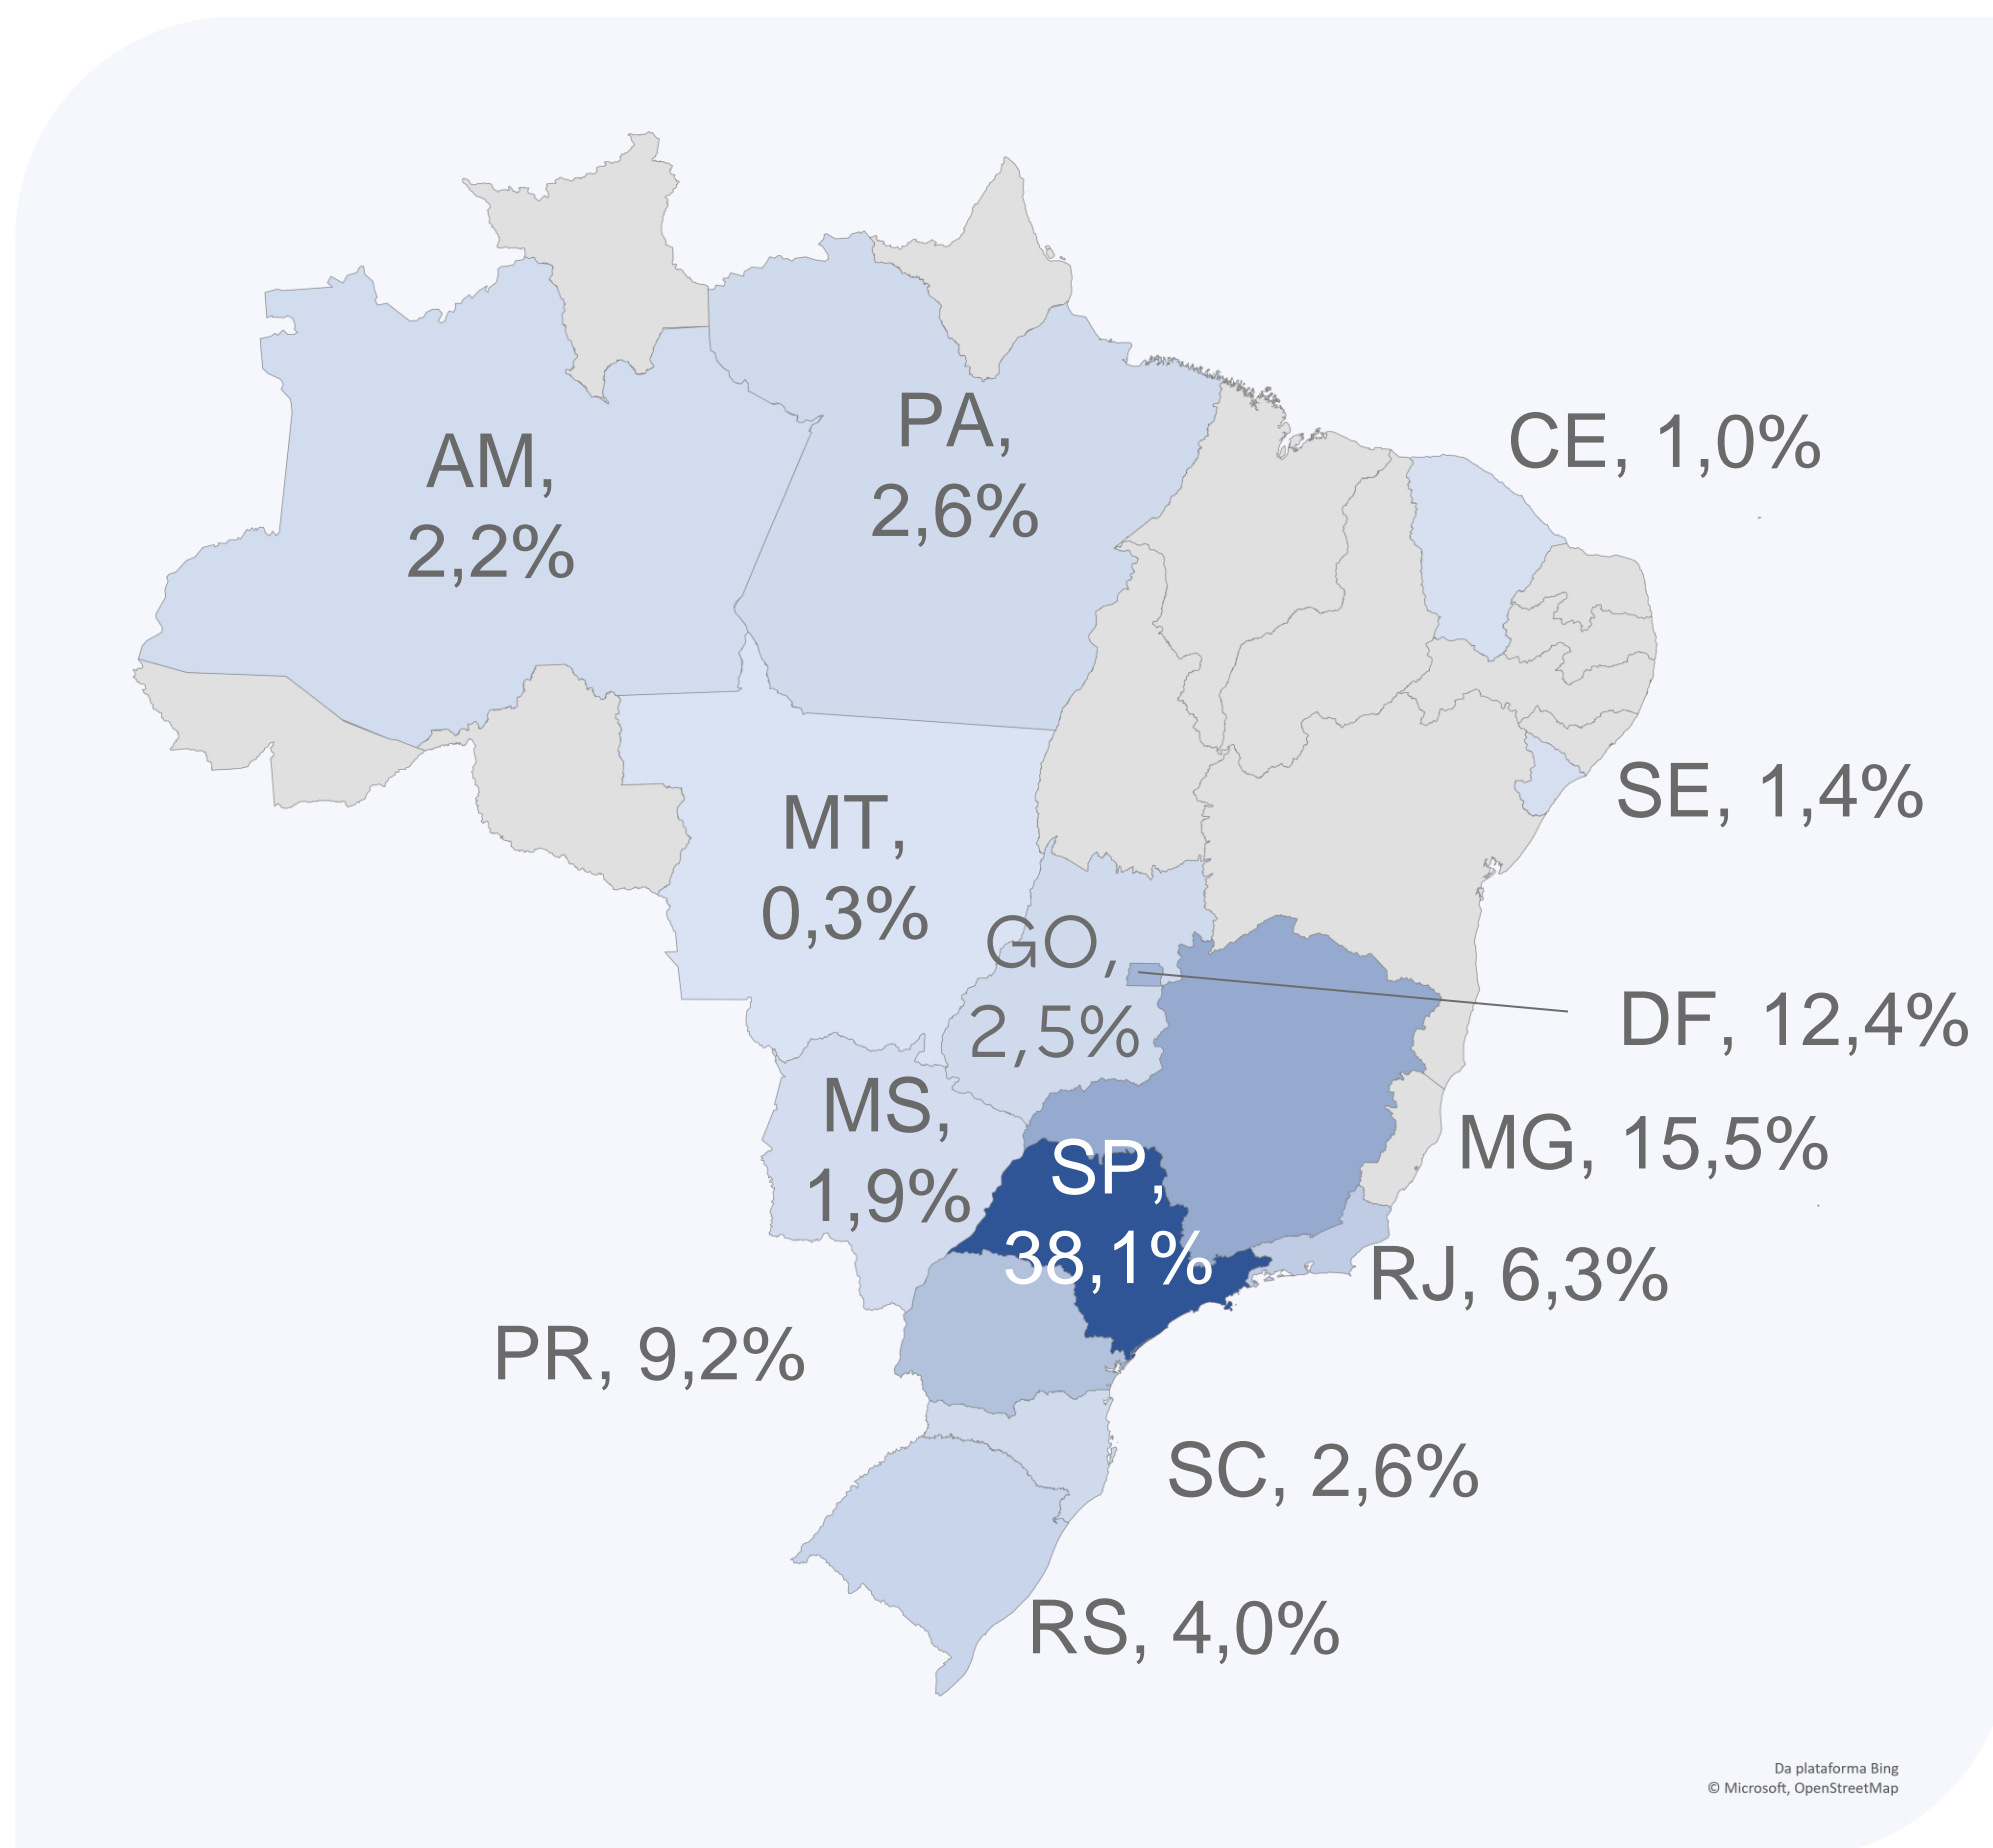 PA,
2,6%
AM,
2,2%
CE, 1,0%
SE, 1,4%
MT,
0,3%
GO,
2,5%
DF, 12,4%
MS,
1,9%
MG, 15,5%
SP,
38,1%
RJ, 6,3%
PR, 9,2%
SC, 2,6%
RS, 4,0%
Da plataforma Bing
© Microsoft, OpenStreetMap